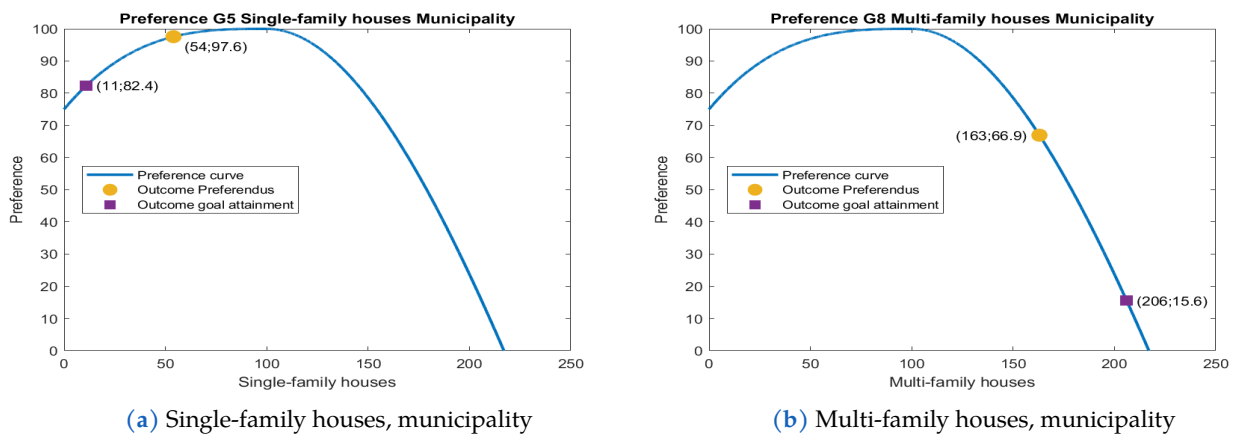 Preference G5 Single-family houses Municipality
100
90
80
70
60
50
40
30
20
10
0
Preference
(54;97.6)
(11;82.4)
Preference curve
Outcome Preferendus
Outcome goal attainment
0 50 100 150 200 250
Single-family houses
(a) Single-family houses, municipality
Preference G8 Multi-family houses Municipality
100
90
80
70
60
50
40
30
20
10
0
Preference
(163;66.9)
Preference curve
Outcome Preferendus
Outcome goal attainment
(206;15.6)
0 50 100 150 200 250
Multi-family houses
(b) Multi-family houses, municipality